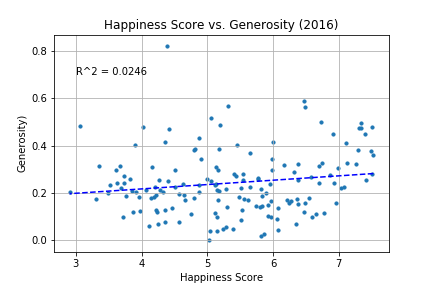 Happiness Score vs. Generosity (2016)
0.8
R^2 = 0.0246
0.6
Generosity)
0.4
0.2
0.0
3 4 5 6 7
Happiness Score